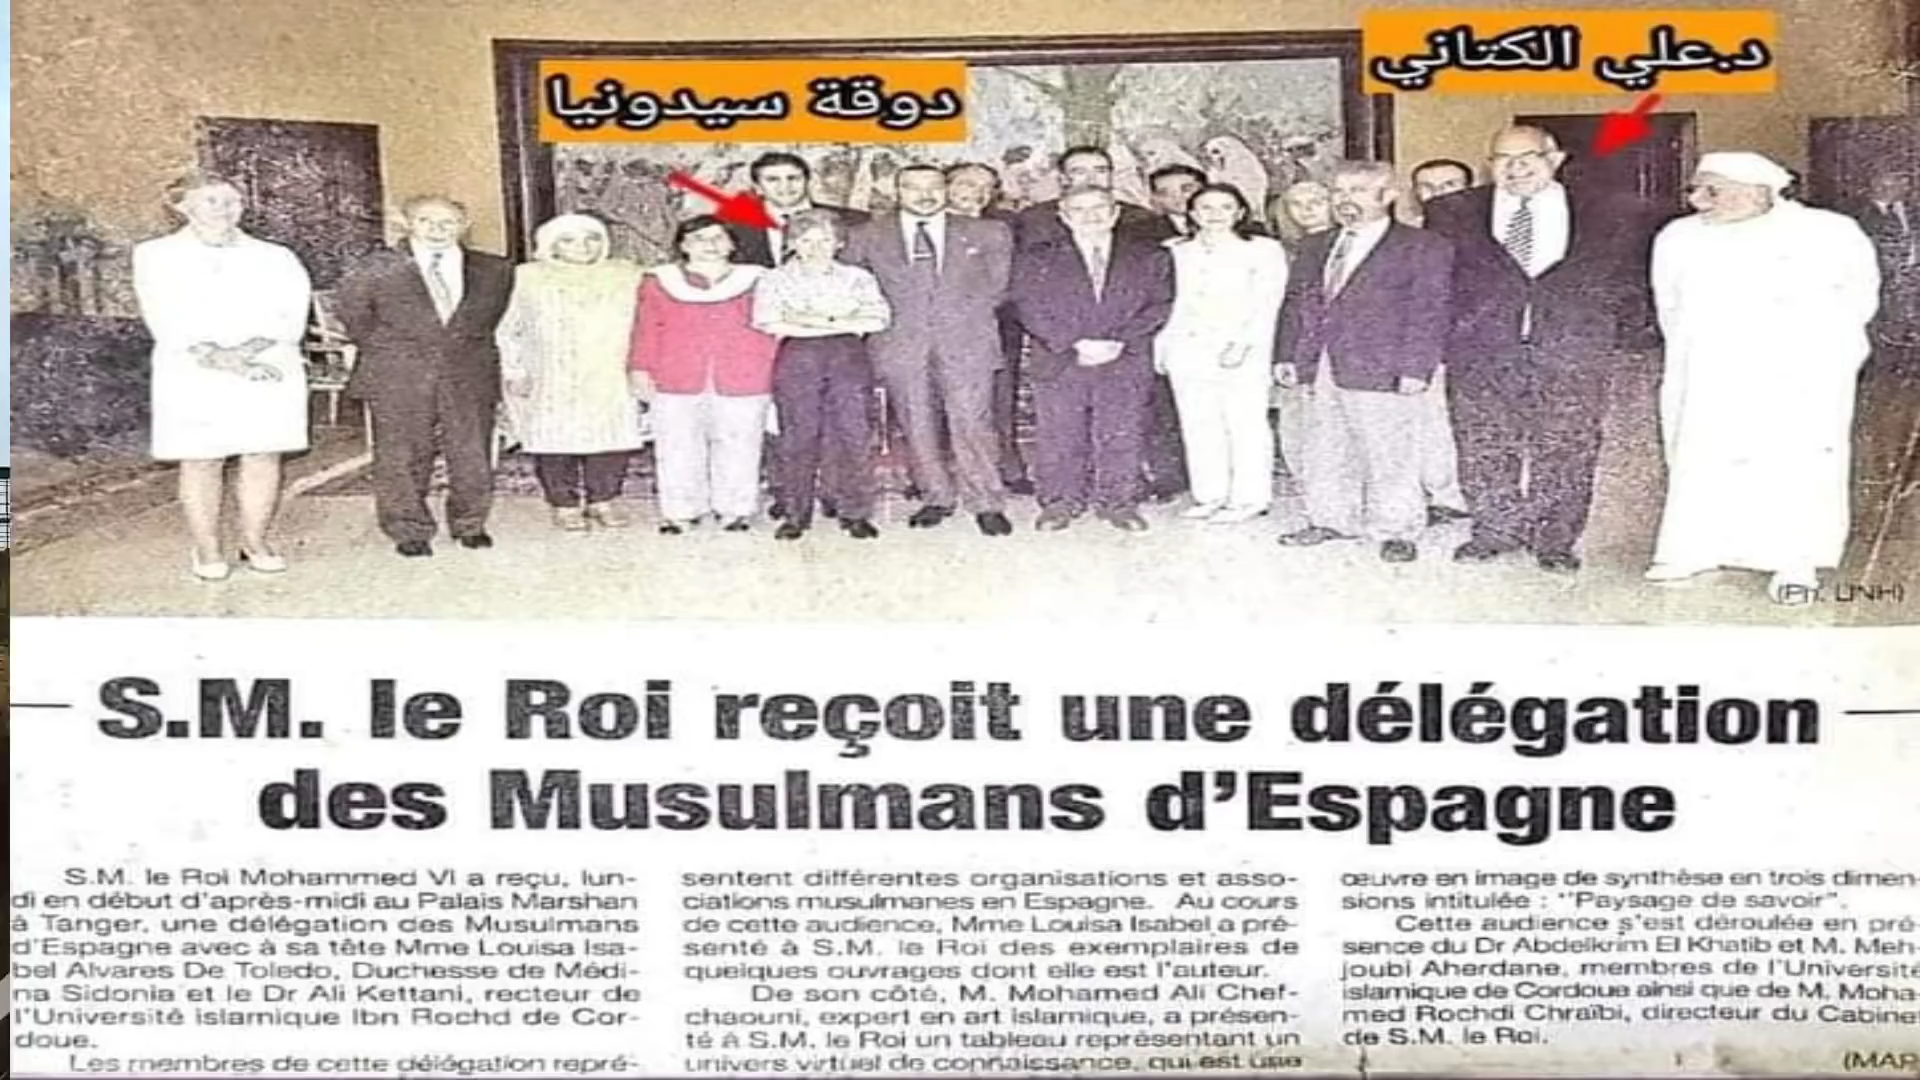 د.علي الكتاني
دوقة سيدونيا
(Ph. LINH)
S.M. le Roi reçoit une délégation
des Musulmans d'Espagne
S.M. le Roi Mohammed VI a reçu, lun-
di en début d'après-midi au Palais Marshan
à Tanger, une délégation des Musulmans
d'Espagne avec à sa tête Mme Louisa Isa-
bel Alvares De Toledo, Duchesse de Médi-
na Sidonia et le Dr Ali Kettani, recteur de
l'Université islamique Ibn Rochd de Cor-
doue.
Les membres de cette délégation repré-
sentent différentes organisations et asso-
ciations musulmanes en Espagne. Au cours
de cette audience, Mme Louisa Isabel a pré-
senté à S.M. le Roi des exemplaires de
quelques ouvrages dont elle est l'auteur.
De son côté, M. Mohamed Ali Chef-
chaouni, expert en art islamique, a présen-
té à S.M. le Roi un tableau représentant un
univers virtuel de connaissance, qui est une
œuvre en image de synthèse en trois dimen-
sions intitulée : "Paysage de savoir".
Cette audience s'est déroulée en pré-
sence du Dr Abdelkrim El Khatib et M. Meh-
joubi Aherdane, membres de l'Université
islamique de Cordoue ainsi que de M. Moha-
med Rochdi Chraïbi, directeur du Cabinet
de S.M. le Roi.
(MAP